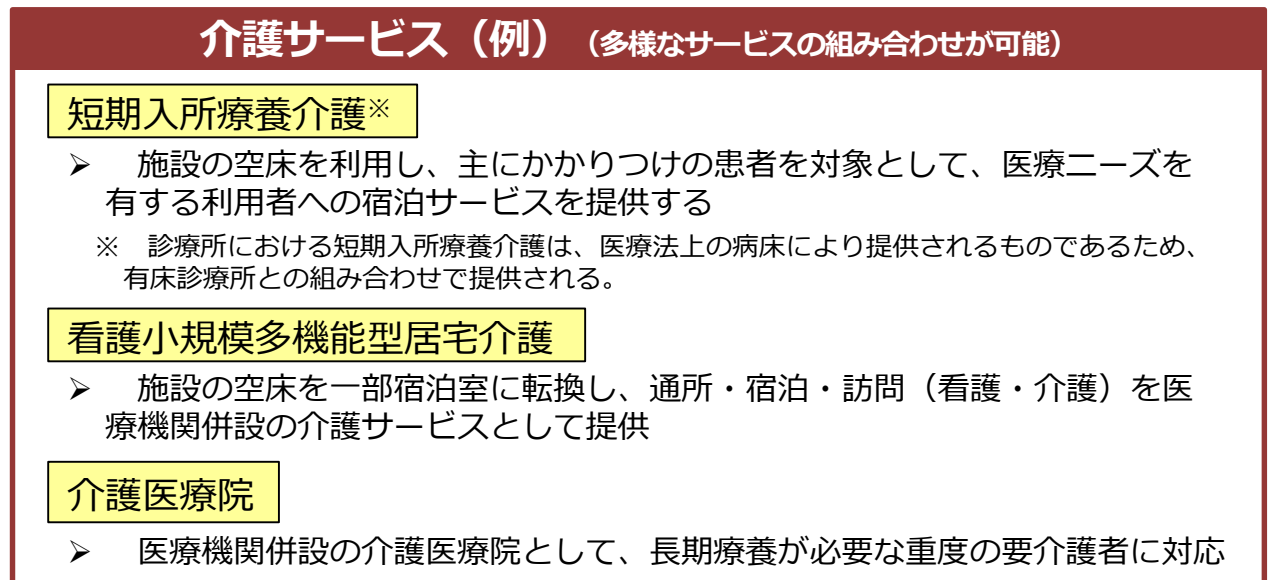 介護サービス（例）（多様なサービスの組み合わせが可能）
短期入所療養介護※
➢ 施設の空床を利用し、主にかかりつけの患者を対象として、医療ニーズを
有する利用者への宿泊サービスを提供する
※ 診療所における短期入所療養介護は、医療法上の病床により提供されるものであるため、
有床診療所との組み合わせで提供される。
看護小規模多機能型居宅介護
➢ 施設の空床を一部宿泊室に転換し、通所・宿泊・訪問（看護・介護）を医
療機関併設の介護サービスとして提供
介護医療院
➢ 医療機関併設の介護医療院として、長期療養が必要な重度の要介護者に対応